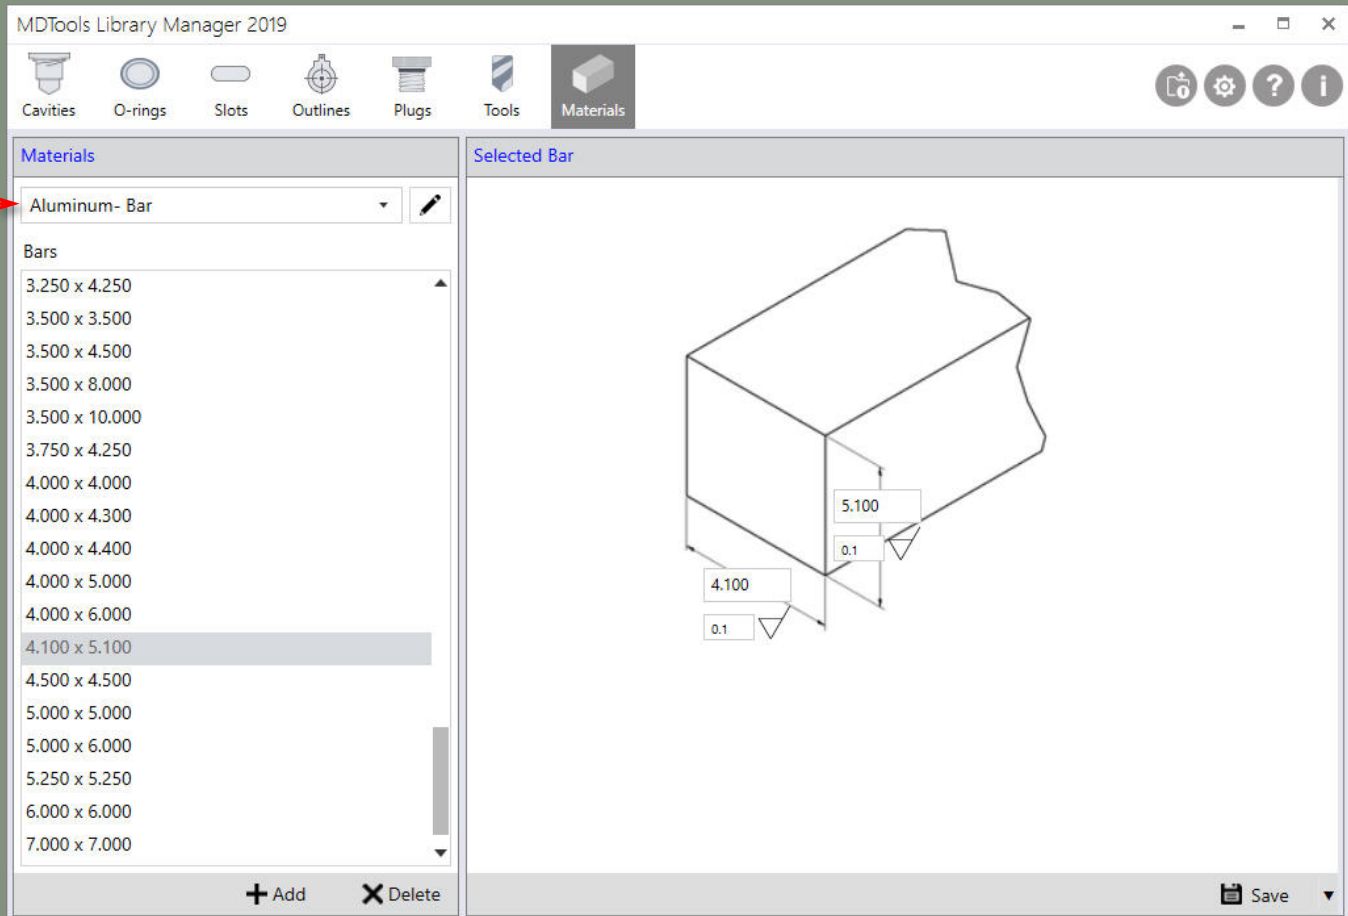 MDTools Library Manager 2019
Cavities O-rings Slots Outlines Plugs Tools Materials
Materials
Aluminum- Bar
Bars
3.250 x 4.250
3.500 x 3.500
3.500 x 4.500
3.500 x 8.000
3.500 x 10.000
3.750 x 4.250
4.000 x 4.000
4.000 x 4.300
4.000 x 4.400
4.000 x 5.000
4.000 x 6.000
4.100 x 5.100
4.500 x 4.500
5.000 x 5.000
5.000 x 6.000
5.250 x 5.250
6.000 x 6.000
7.000 x 7.000
Add Delete
Selected Bar
5.100
0.1
4.100
0.1
Save